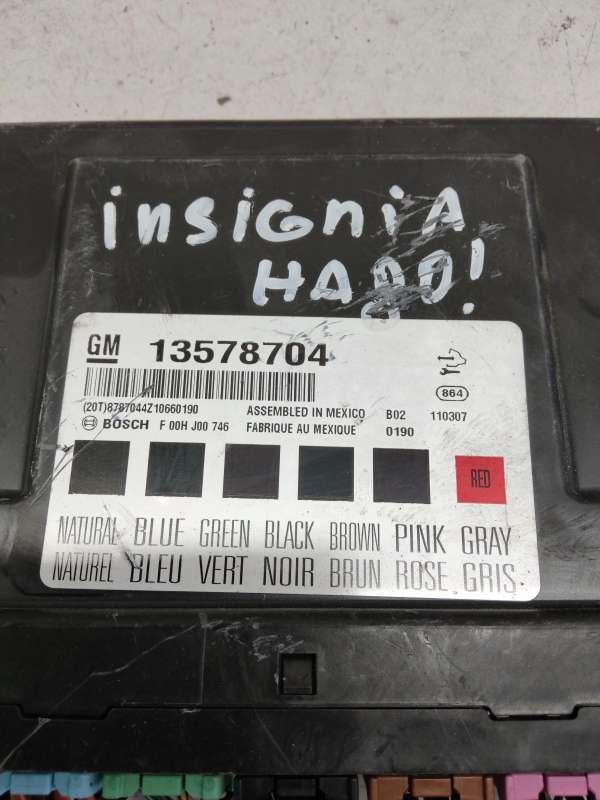 insigniA
НАДО!
GM 13578704
864
(20T)8787044Z10660190 ASSEMBLED IN MEXICO B02 110307
BOSCH F 00H J00 746 FABRIQUE AU MEXIQUE 0190
RED
NATURAL BLUE GREEN BLACK BROWN PINK GRAY
NATUREL BLEU VERT NOIR BRUN ROSE GRIS